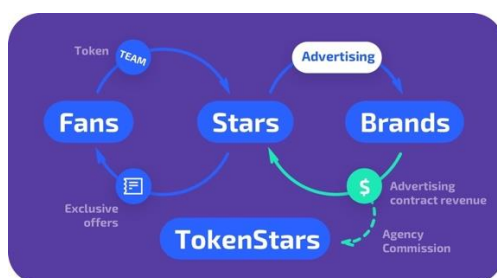 Token
TEAM
Advertising
Fans
Stars
Brands
Exclusive
offers
$
Advertising
contract revenue
TokenStars
Agency
Commission